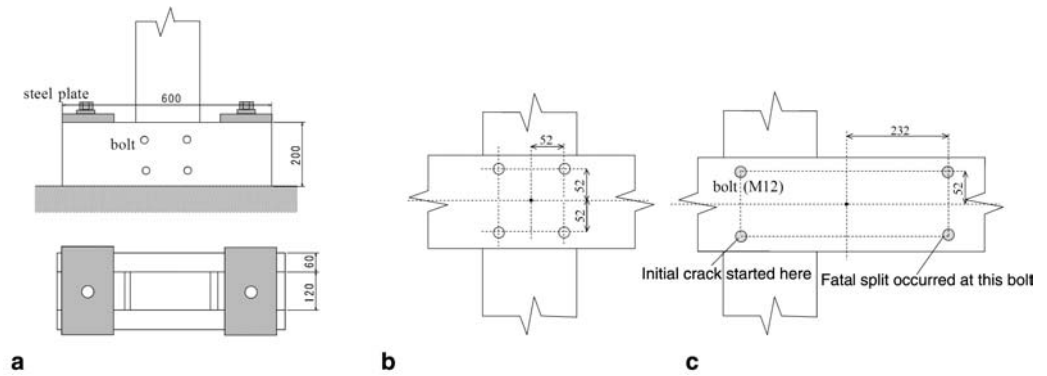 steel plate
600
bolt
200
60
120
a
52
52
52
b
232
bolt (M12)
52
Initial crack started here
Fatal split occurred at this bolt
c